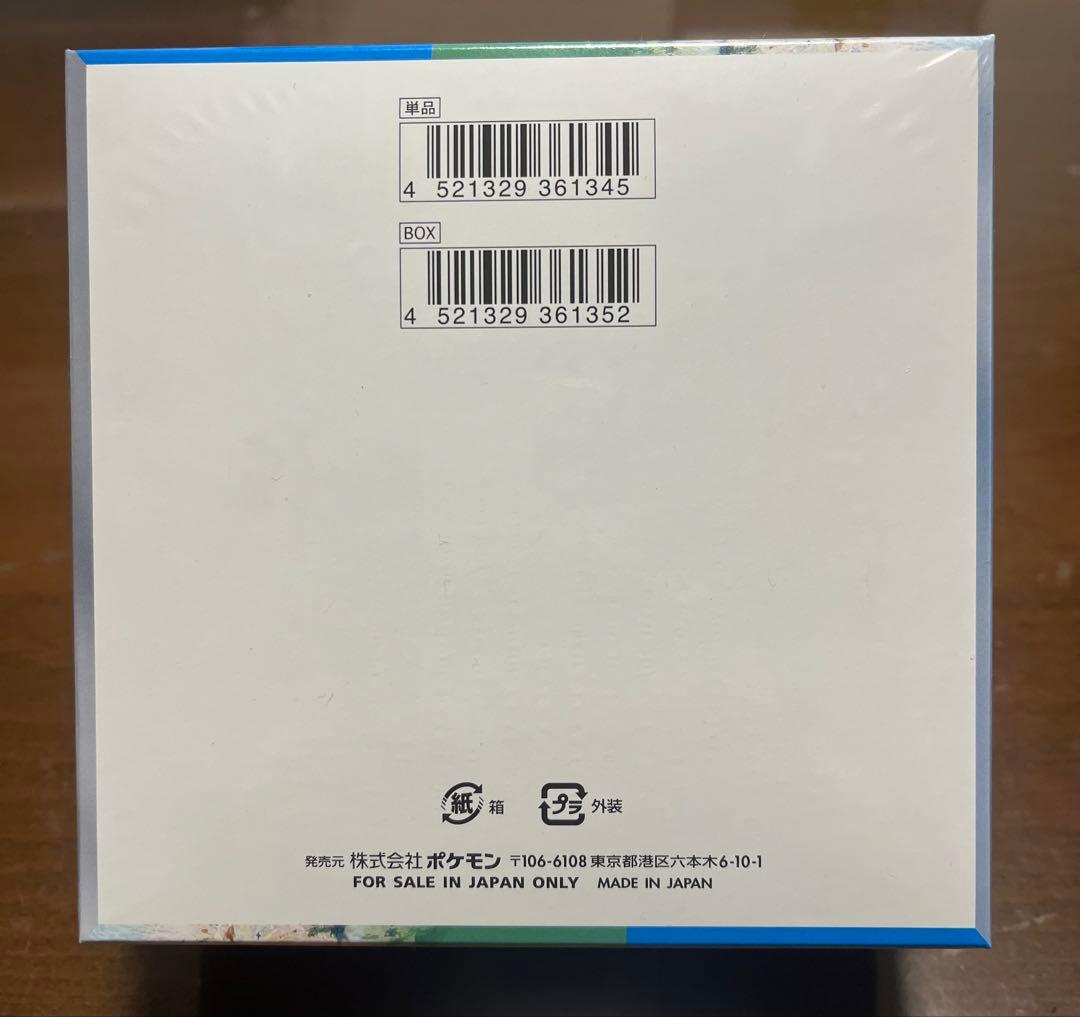 単品
4 521329 361345
BOX
4 521329 361352
紙 箱 プラ 外装
発売元 株式会社ポケモン 〒106-6108 東京都港区六本木6-10-1
FOR SALE IN JAPAN ONLY MADE IN JAPAN